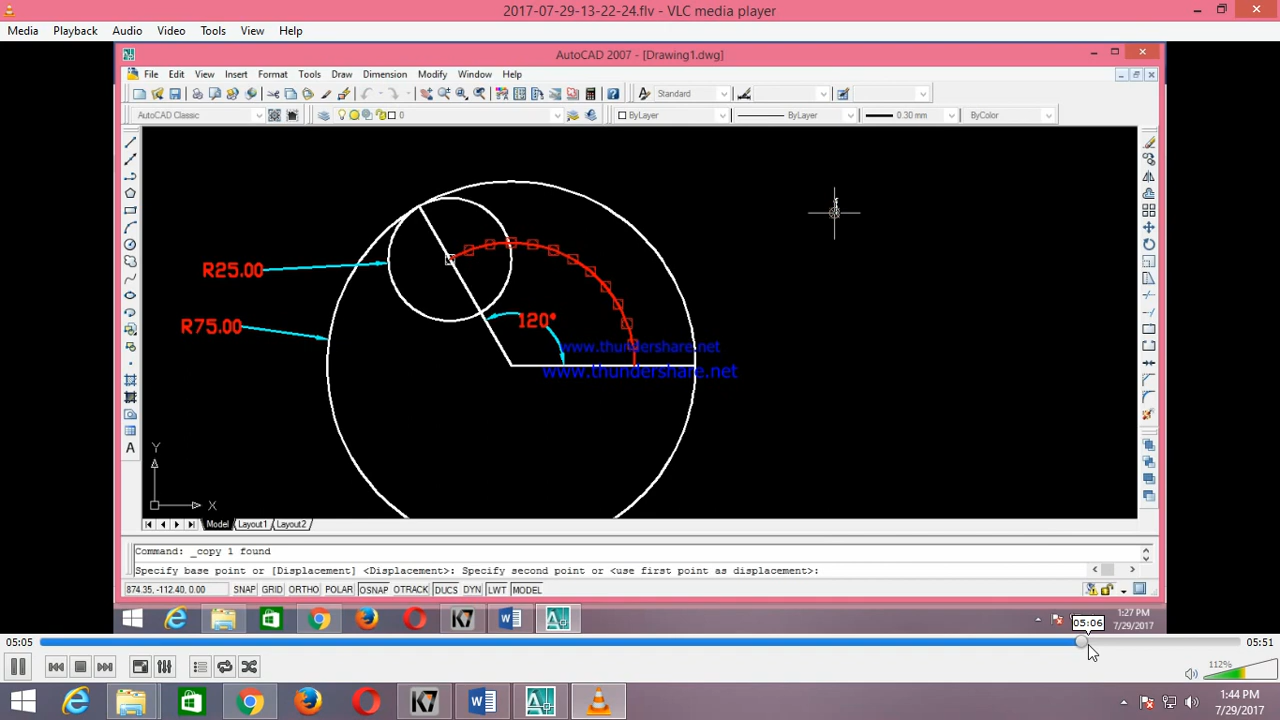 2017-07-29-13-22-24.flv - VLC media player
Media Playback Audio Video Tools View Help
AutoCAD 2007 - [Drawing1.dwg]
File Edit View Insert Format Tools Draw Dimension Modify Window Help
Standard
AutoCAD Classic 0 ByLayer ByLayer 0.30 mm ByColor
R25.00
R75.00
120°
www.thundershare.net
www.thundershare.net
Y
X
Model Layout1 Layout2
Command: _copy 1 found
Specify base point or [Displacement] <Displacement>: Specify second point or <use first point as displacement>:
874.35, -112.40, 0.00 SNAP GRID ORTHO POLAR OSNAP OTRACK DUCS DYN LWT MODEL
1:27 PM
7/29/2017
05:06
05:05 05:51
112%
1:44 PM
7/29/2017